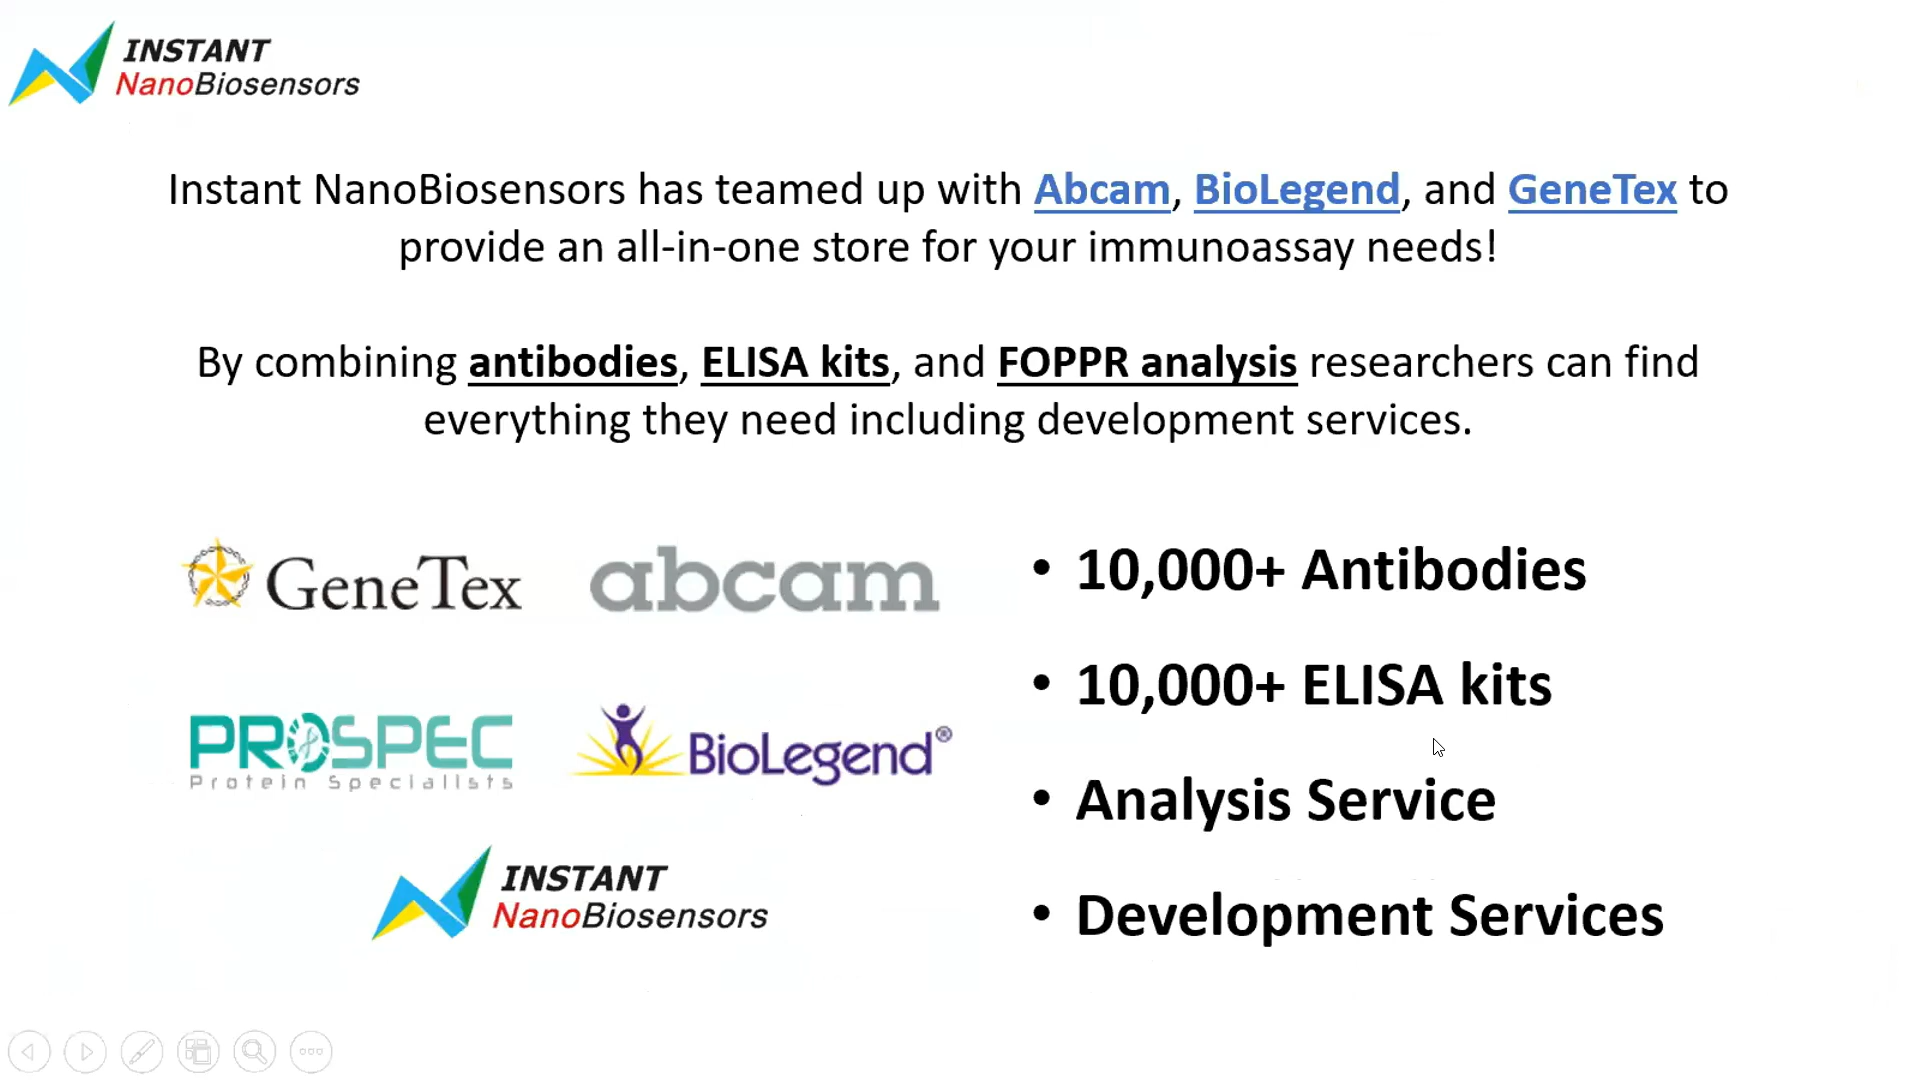 INSTANT
NanoBiosensors
Instant NanoBiosensors has teamed up with Abcam, BioLegend, and GeneTex to
provide an all-in-one store for your immunoassay needs!
By combining antibodies, ELISA kits, and FOPPR analysis researchers can find
everything they need including development services.
GeneTex
abcam
PROSPEC
Protein Specialists
BioLegend®
INSTANT
NanoBiosensors
• 10,000+ Antibodies
• 10,000+ ELISA kits
• Analysis Service
• Development Services